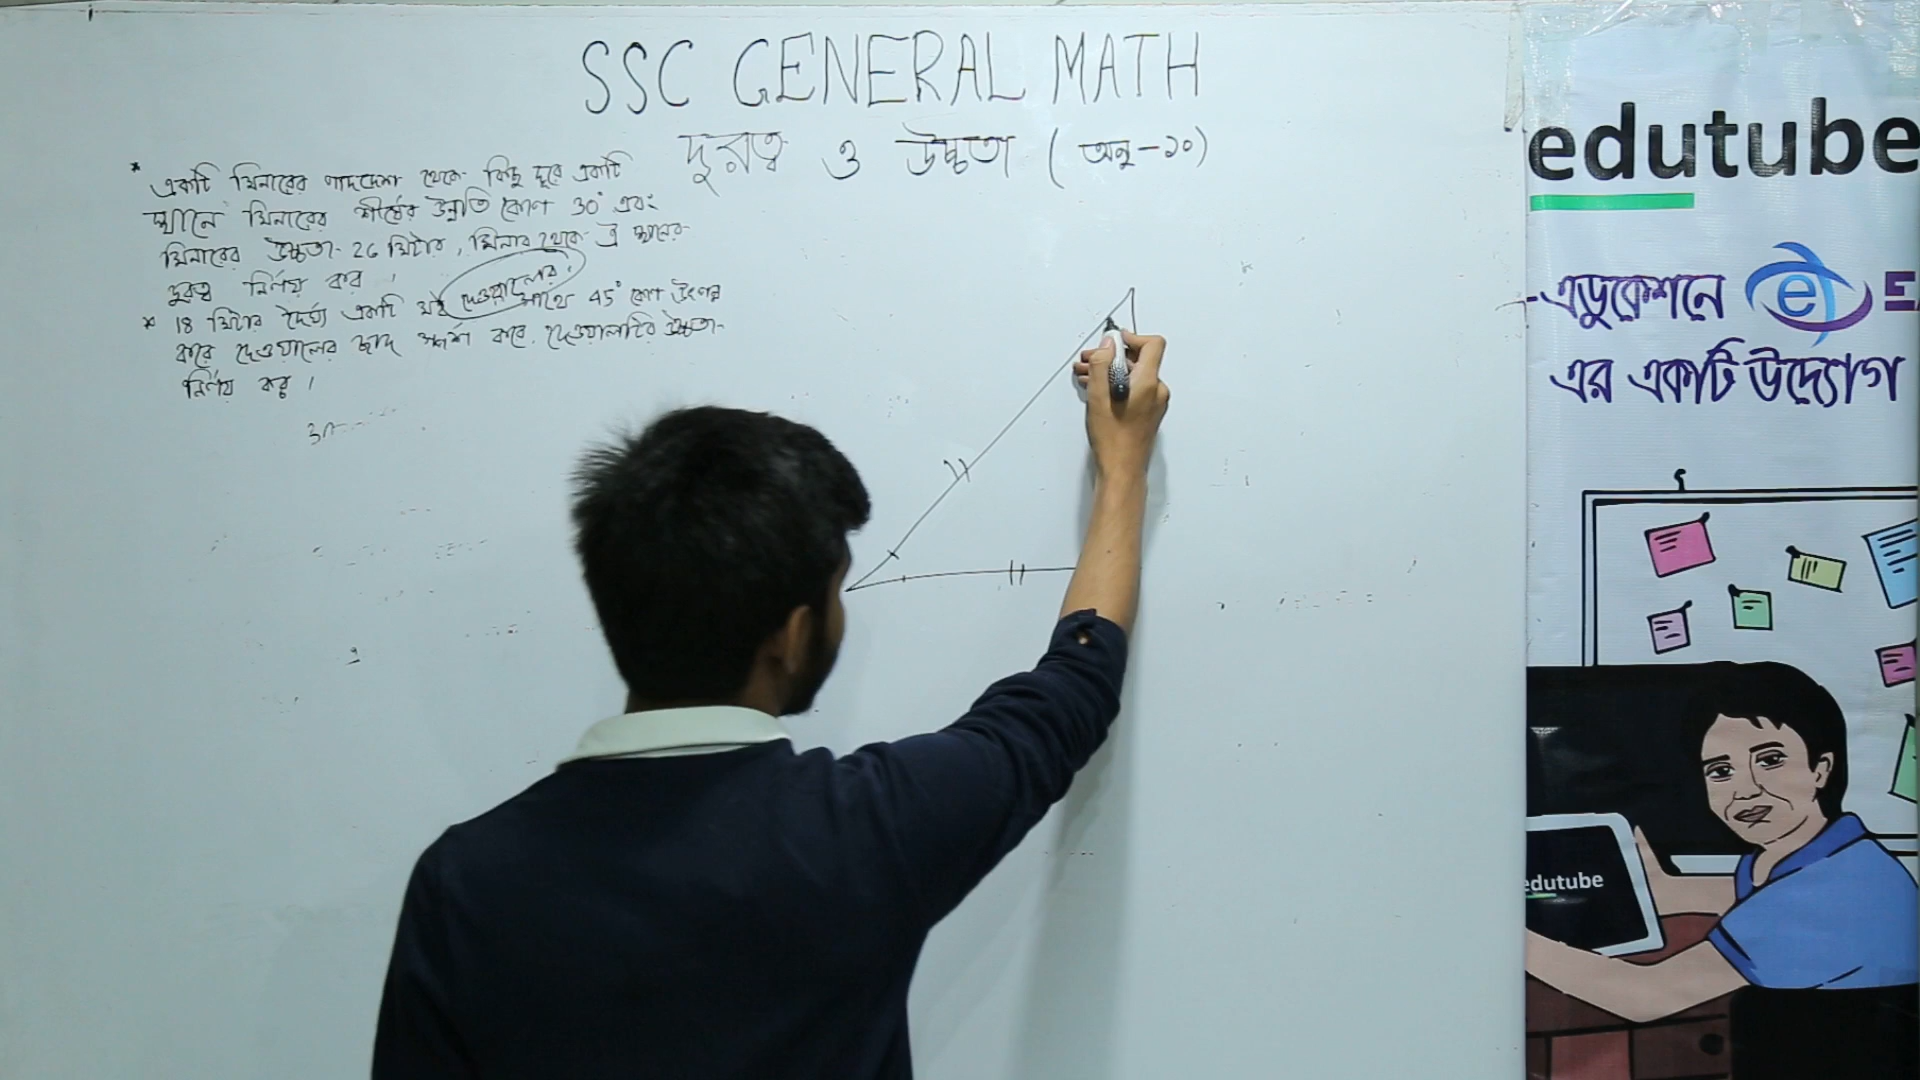 SSC GENERAL MATH
দূরত্ব ও উচ্চতা (অনু-১০)
* একটি মিনারের পাদদেশ থেকে কিছু দূরে একটি
স্থানে মিনারের শীর্ষের উন্নতি কোণ 30° এবং
মিনারের উচ্চতা 26 মিটার, মিনার থেকে ঐ স্থানের
দুরত্ব নির্ণয় কর।
* 18 মিটার দৈর্ঘ্য একটি মই দেওয়ালের সাথে 45° কোণ উৎপন্ন
করে দেওয়ালের ছাদ স্পর্শ করে. দেওয়ালটির উচ্চতা
নির্ণয় কর।
edutube
এডুকেশনে e
এর একটি উদ্যোগ
edutube